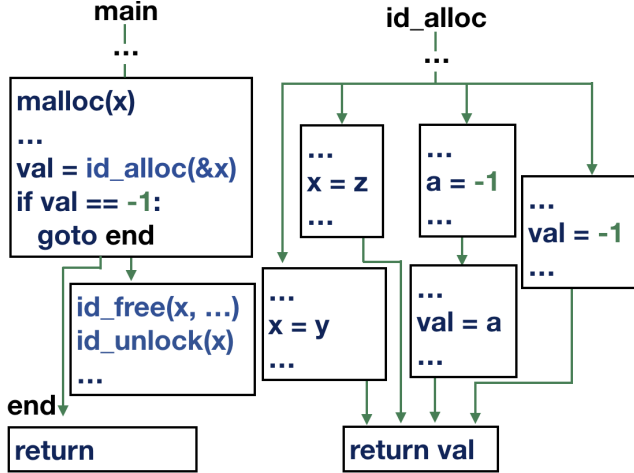 main
...
malloc(x)
...
val = id_alloc(&x)
if val == -1:
goto end
id_free(x, ...)
id_unlock(x)
...
end
return
id_alloc
...
...
x = y
...
...
x = z
...
...
a = -1
...
...
val = a
...
...
val = -1
...
return val